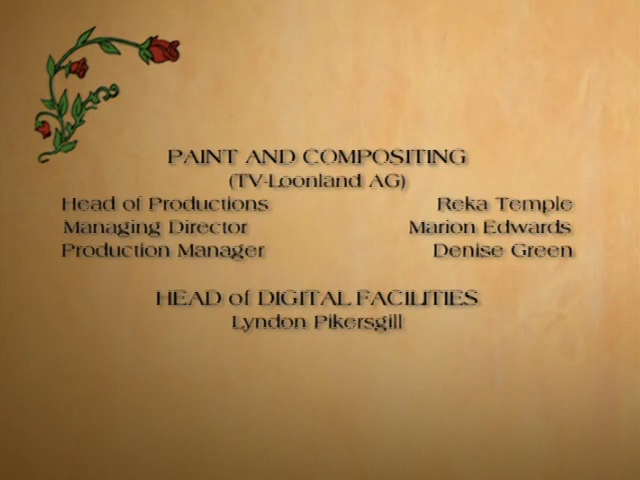 PAINT AND COMPOSITING
(TV-Loonland AG)
Head of Productions Reka Temple
Managing Director Marion Edwards
Production Manager Denise Green
HEAD of DIGITAL FACILITIES
Lyndon Pikersgill